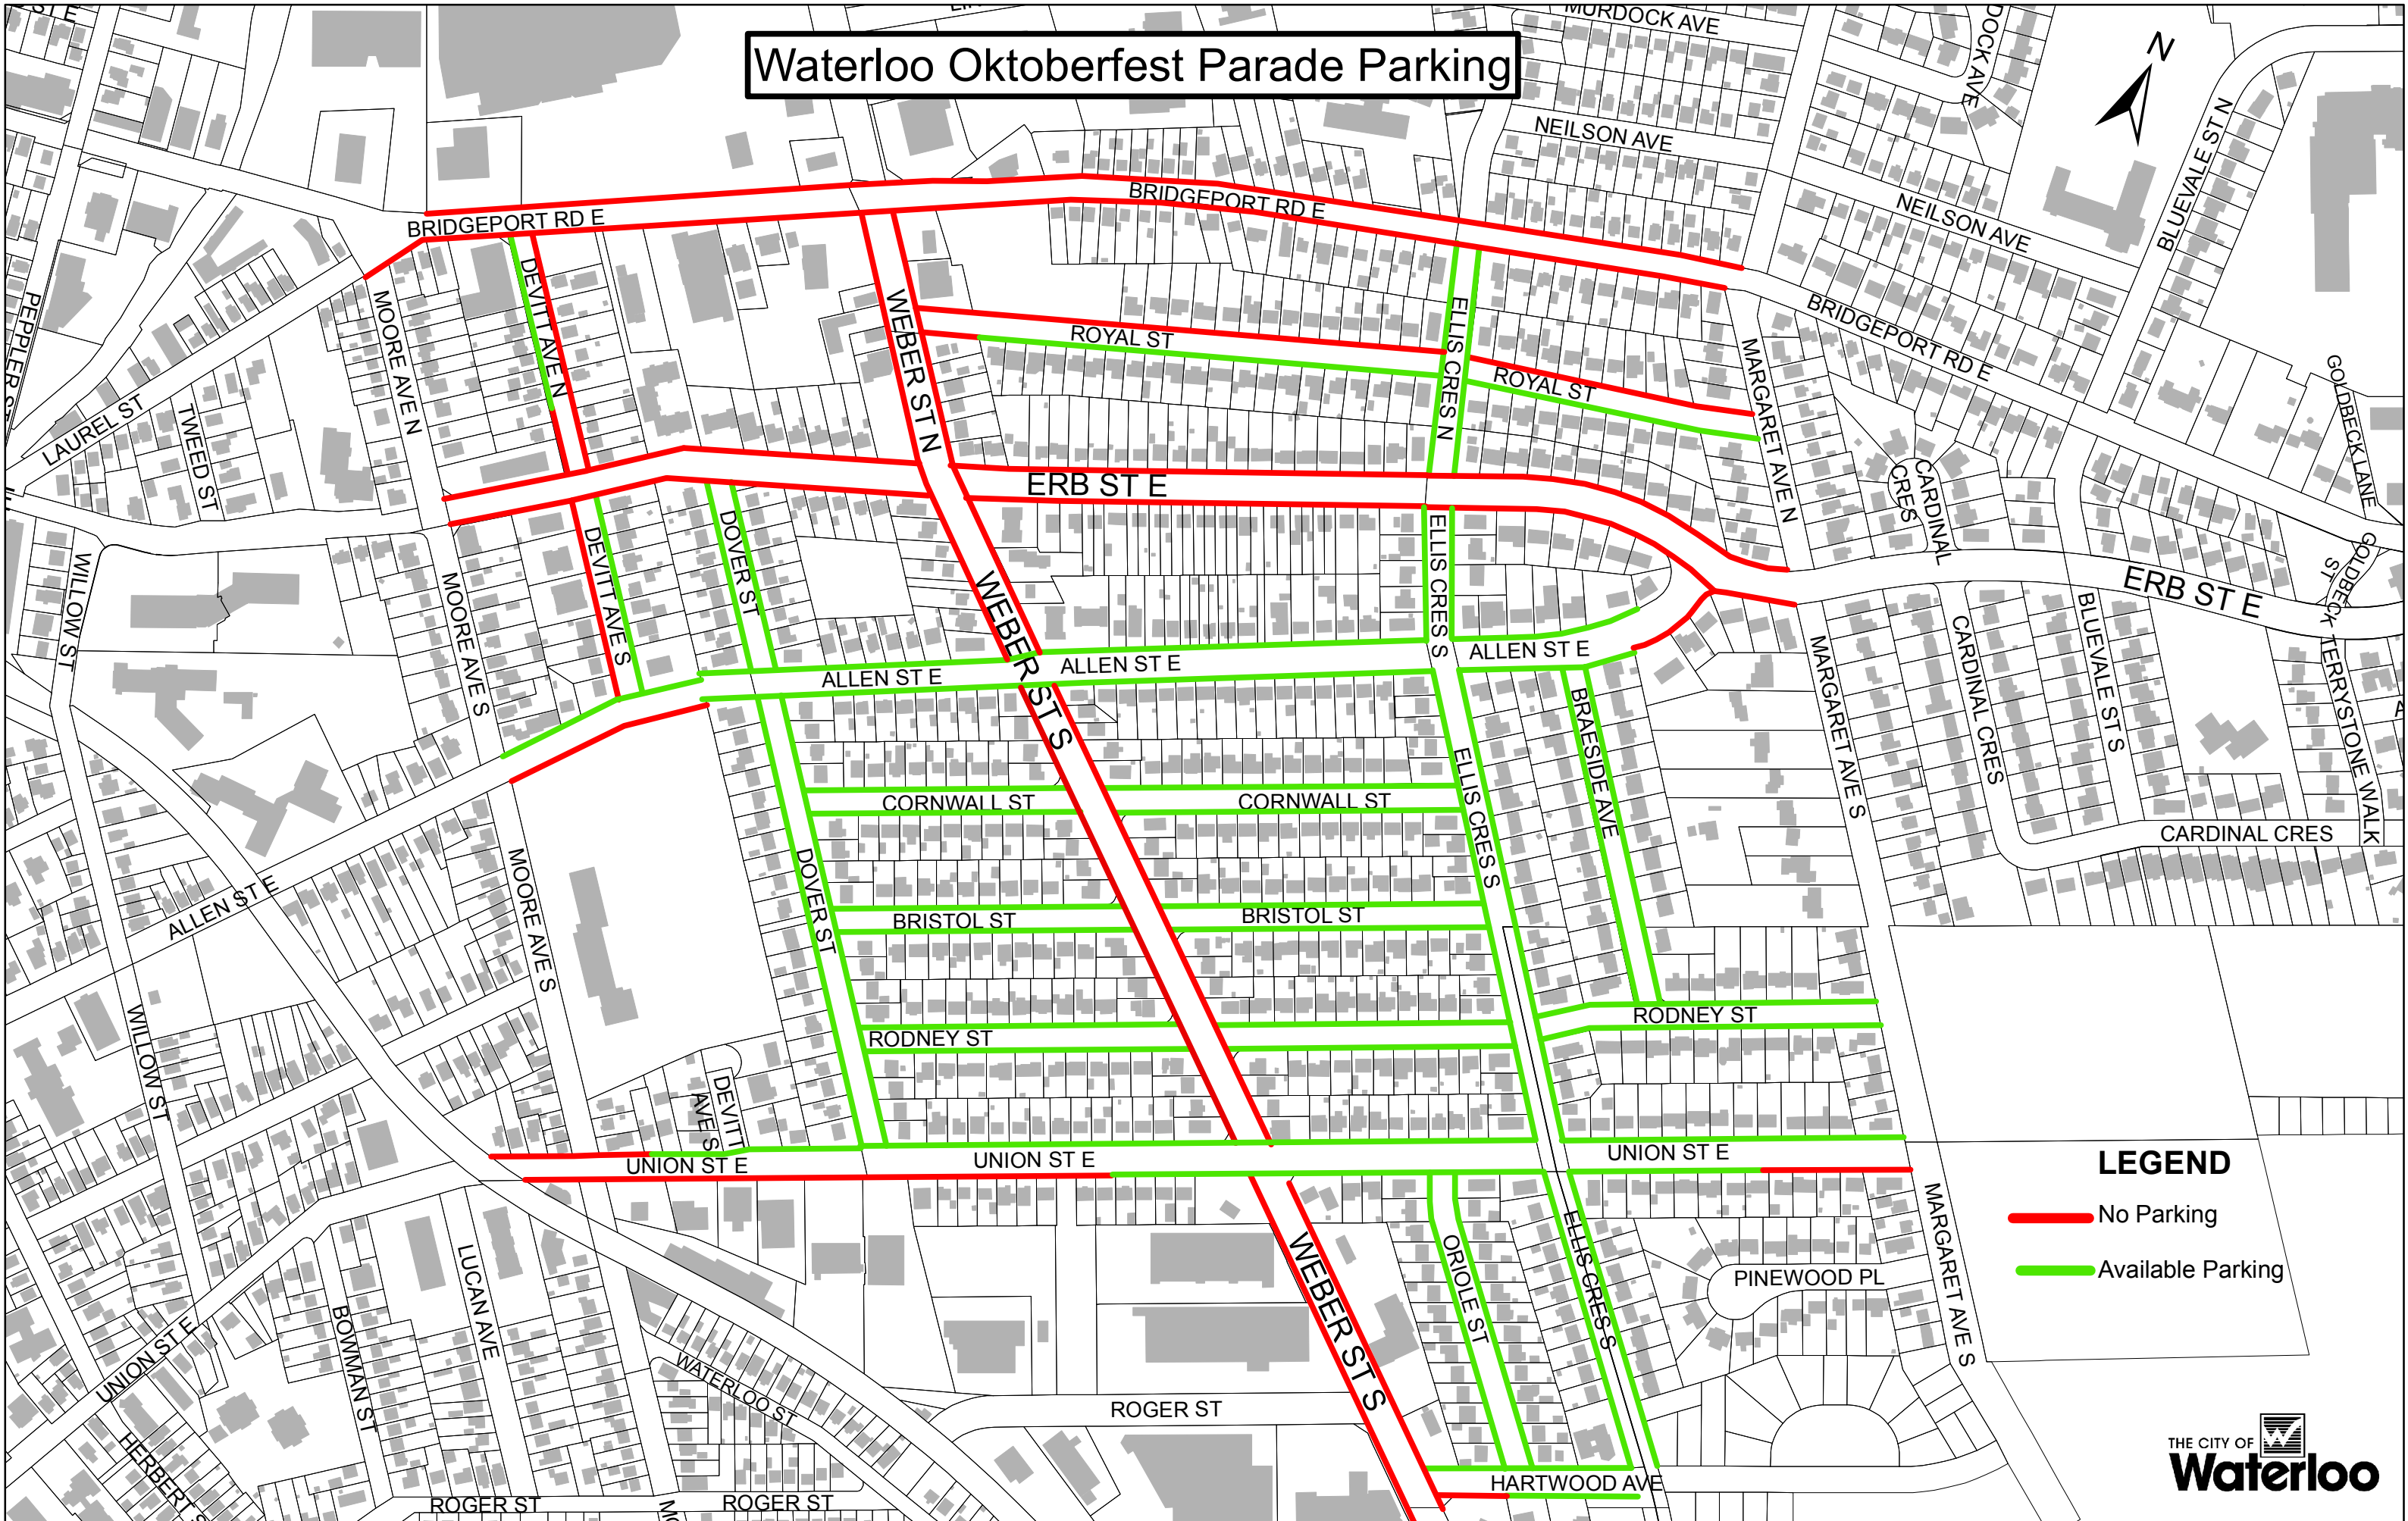 Waterloo Oktoberfest Parade Parking
N
MURDOCK AVE
NEILSON AVE
NEILSON AVE
BLUEVALE ST N
BRIDGEPORT RD E
BRIDGEPORT RD E
BRIDGEPORT RD E
PEPPLER ST
MOORE AVE N
DEVITT AVE N
WEBER ST N
ROYAL ST
ELLIS CRES N
ROYAL ST
MARGARET AVE N
GOLDBECK LANE
LAUREL ST
TWEED ST
ERB ST E
CARDINAL
CRES
WILLOW ST
MOORE AVE S
DEVITT AVE S
DOVER ST
WEBER ST S
ELLIS CRES S
ERB ST E
GOLDBECK
ST
ALLEN ST E
ALLEN ST E
ALLEN ST E
BRAESIDE AVE
MARGARET AVE S
CARDINAL CRES
BLUEVALE ST S
TERRYSTONE WALK
CORNWALL ST
CORNWALL ST
ELLIS CRES S
CARDINAL CRES
ALLEN ST E
MOORE AVE S
DOVER ST
BRISTOL ST
BRISTOL ST
WILLOW ST
RODNEY ST
RODNEY ST
DEVITT
AVE S
UNION ST E
UNION ST E
UNION ST E
LEGEND
No Parking
Available Parking
UNION ST E
BOWMAN ST
LUCAN AVE
WEBER ST S
ORIOLE ST
ELLIS CRES S
PINEWOOD PL
MARGARET AVE S
WATERLOO ST
ROGER ST
HERBERT
ROGER ST
ROGER ST
HARTWOOD AVE
THE CITY OF
Waterloo